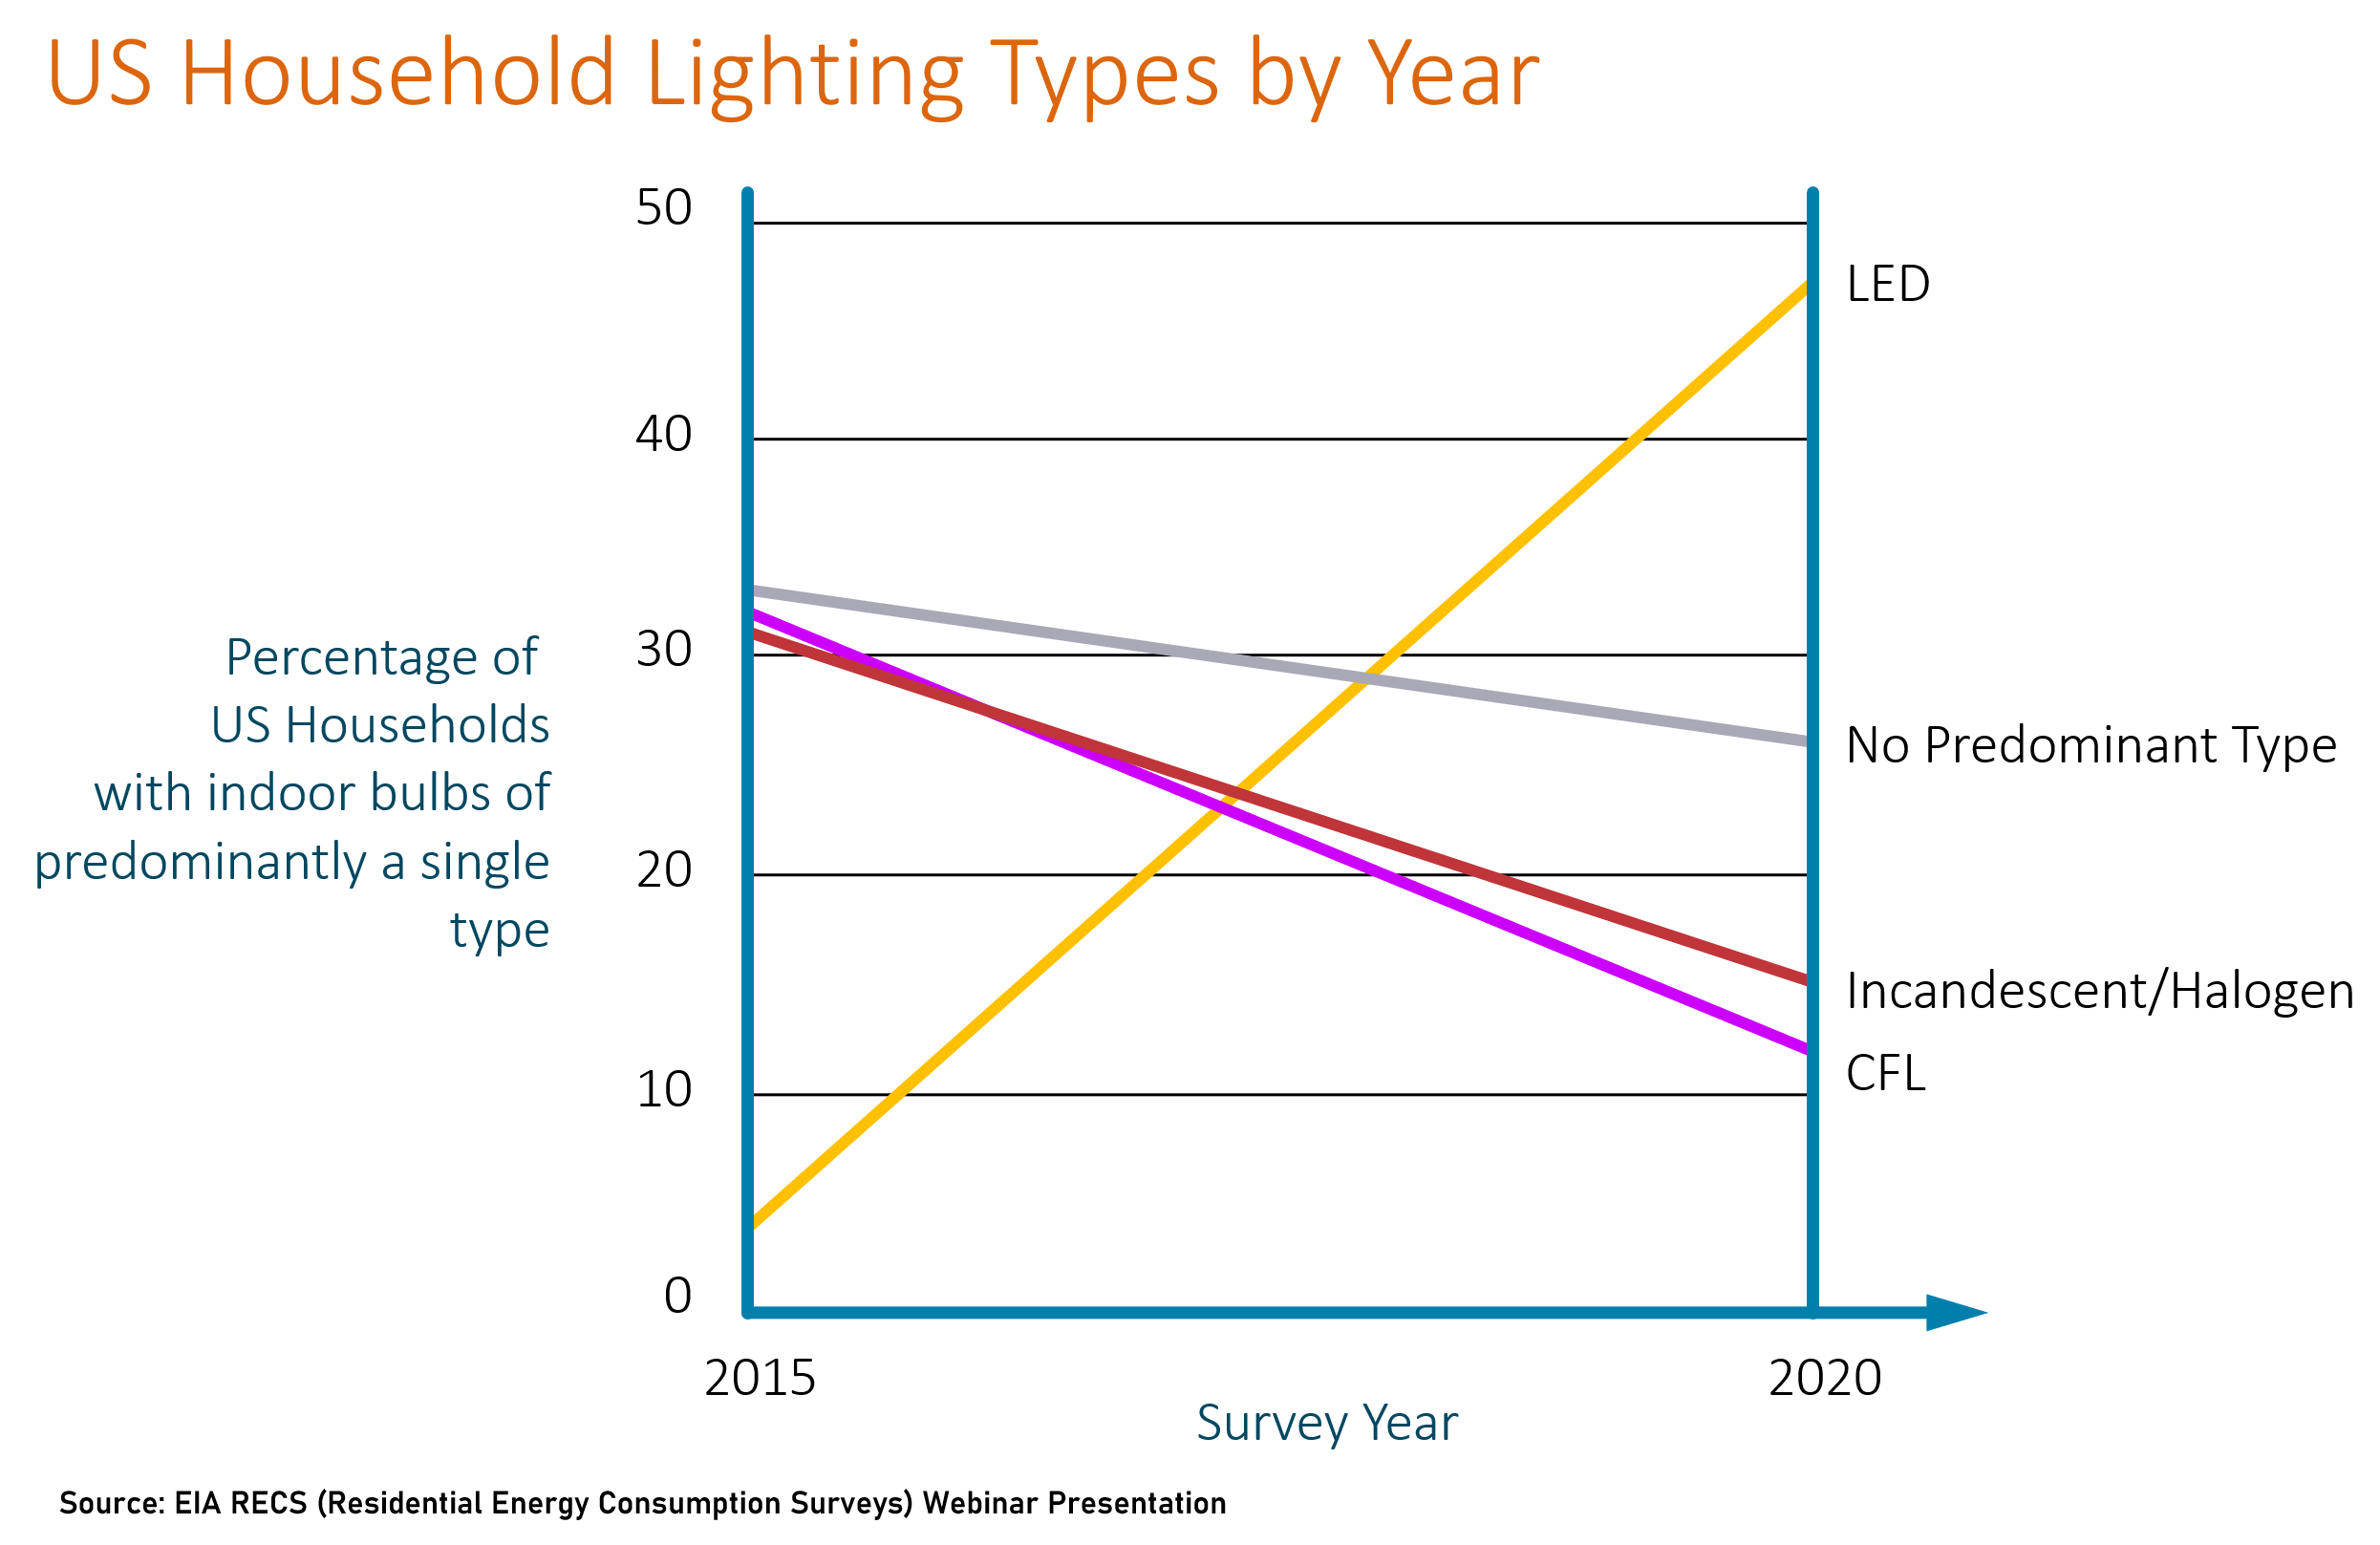 US Household Lighting Types by Year
50
40
30
20
10
0
Percentage of
US Households
with indoor bulbs of
predominantly a single
type
LED
No Predominant Type
Incandescent/Halogen
CFL
2015
2020
Survey Year
Source: EIA RECS (Residential Energy Consumption Surveys) Webinar Presentation